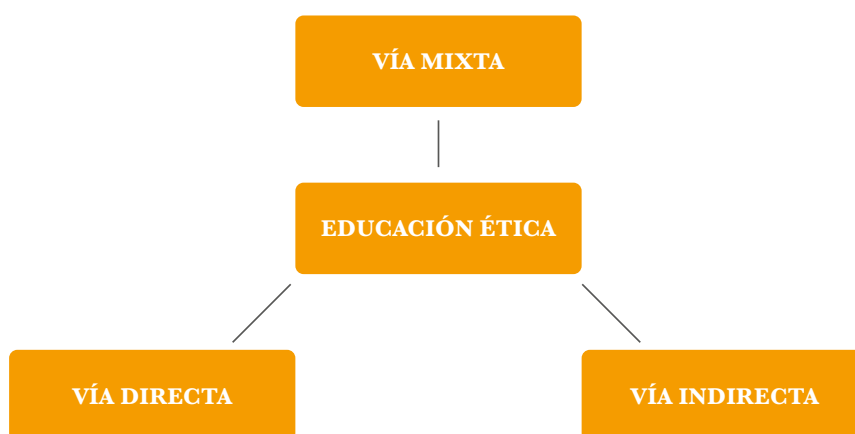 VÍA MIXTA
EDUCACIÓN ÉTICA
VÍA DIRECTA
VÍA INDIRECTA